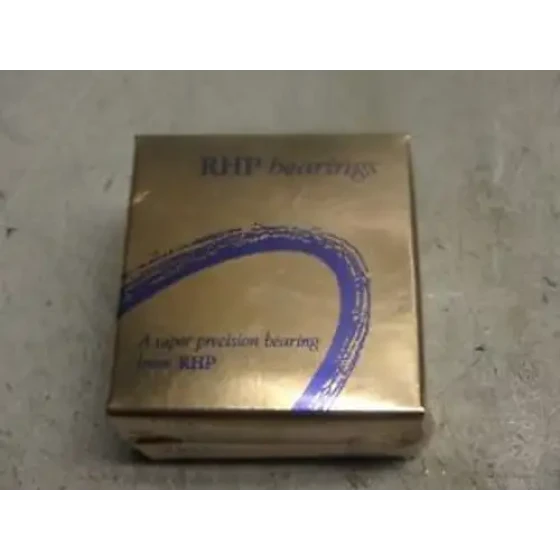 RHP bearings
A super precision bearing
from RHP